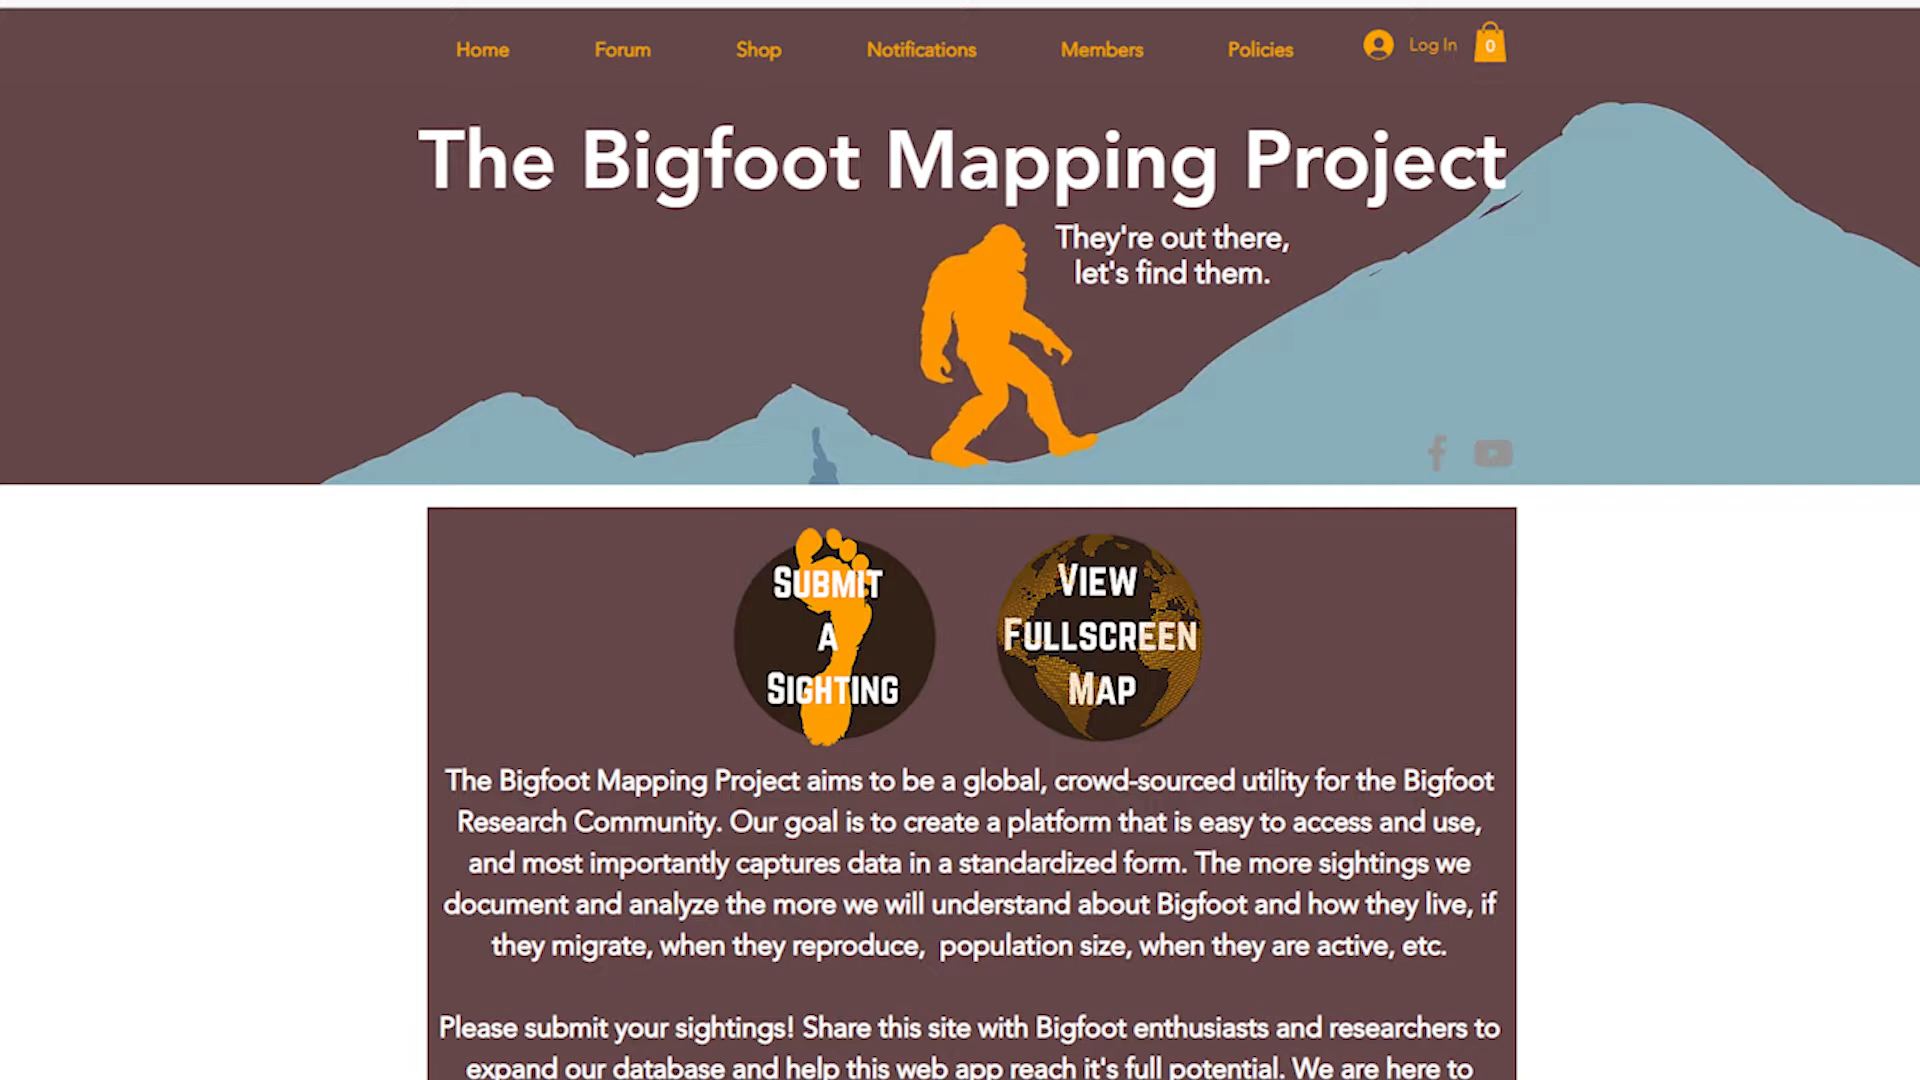 Home Forum Shop Notifications Members Policies Log In 0
The Bigfoot Mapping Project
They're out there,
let's find them.
SUBMIT
A
SIGHTING
VIEW
FULLSCREEN
MAP
The Bigfoot Mapping Project aims to be a global, crowd-sourced utility for the Bigfoot
Research Community. Our goal is to create a platform that is easy to access and use,
and most importantly captures data in a standardized form. The more sightings we
document and analyze the more we will understand about Bigfoot and how they live, if
they migrate, when they reproduce,  population size, when they are active, etc.
Please submit your sightings! Share this site with Bigfoot enthusiasts and researchers to
expand our database and help this web app reach it's full potential. We are here to